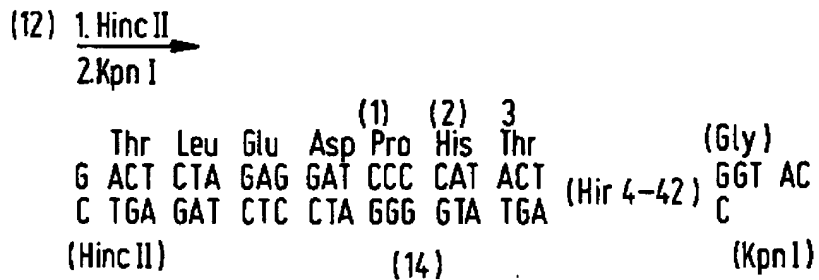 (12) 1. Hinc II
2. Kpn I
(1) (2) 3
Thr Leu Glu Asp Pro His Thr (Gly)
G ACT CTA GAG GAT CCC CAT ACT (Hir 4–42) GGT AC
C TGA GAT CTC CTA GGG GTA TGA C
(Hinc II) (14) (Kpn I)